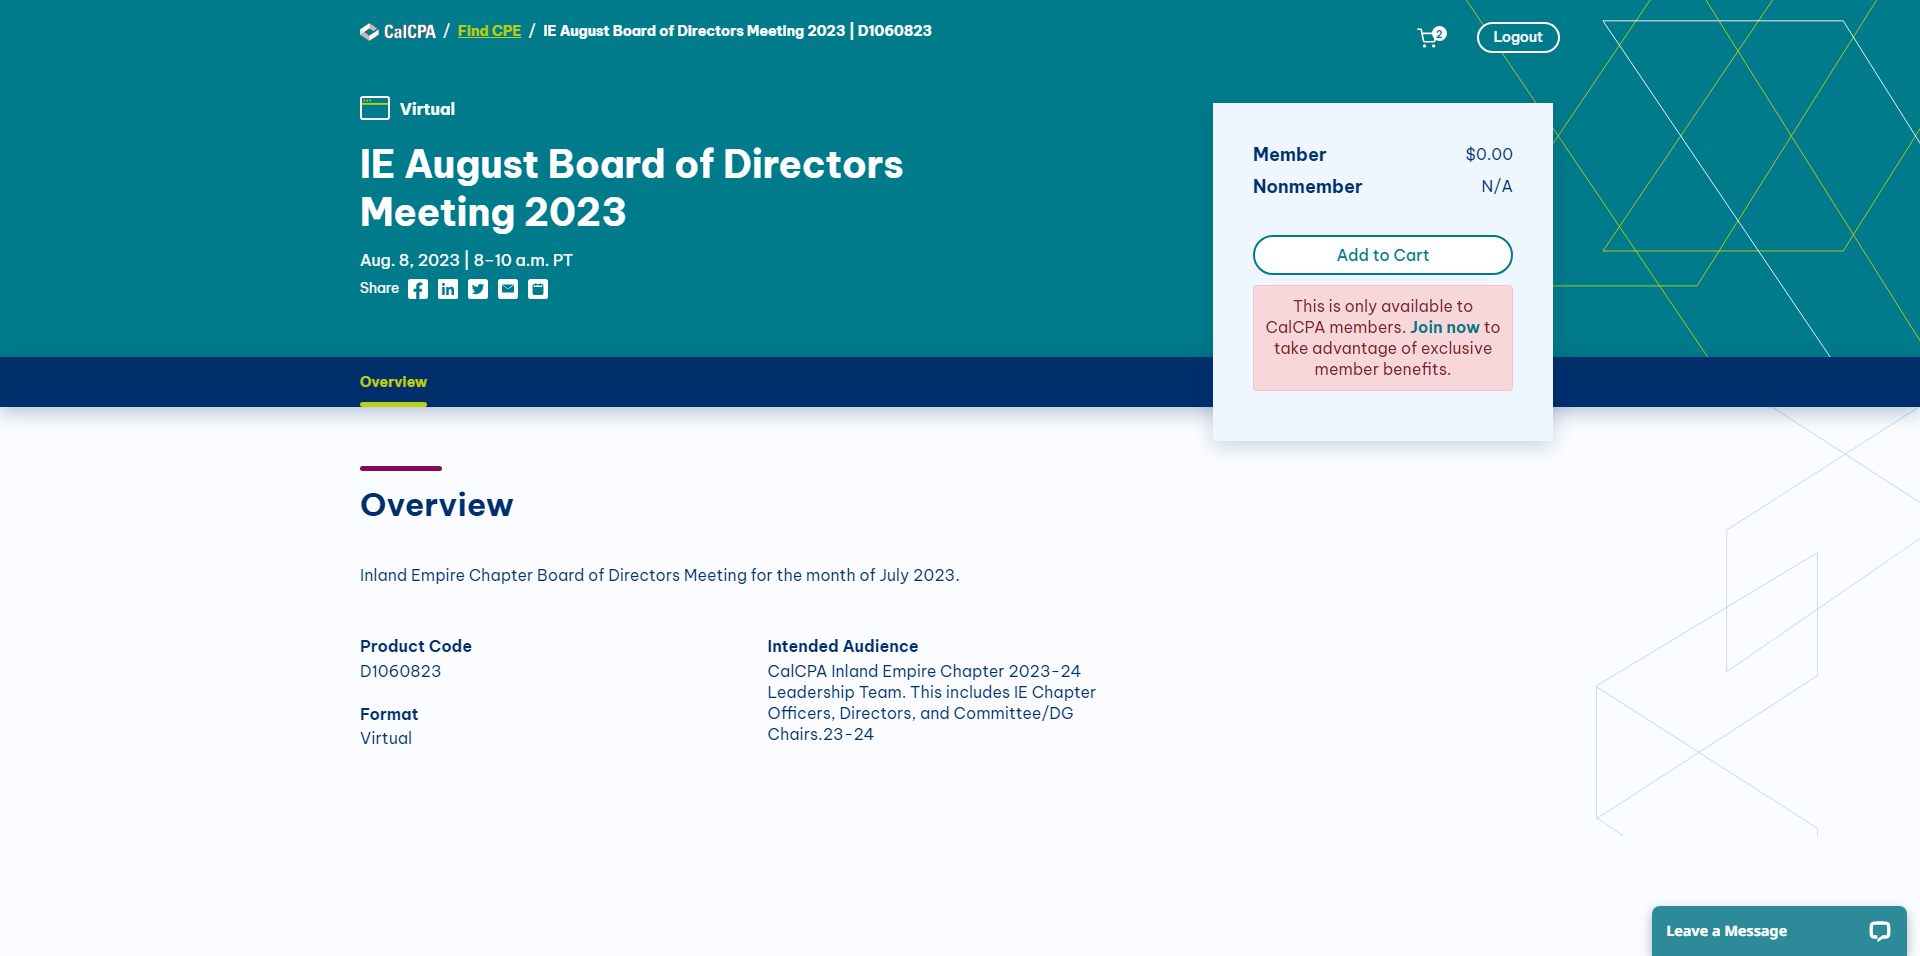 CalCPA / Find CPE / IE August Board of Directors Meeting 2023 | D1060823
2
Logout
Virtual
IE August Board of Directors
Meeting 2023
Aug. 8, 2023 | 8–10 a.m. PT
Share
Member $0.00
Nonmember N/A
Add to Cart
This is only available to
CalCPA members. Join now to
take advantage of exclusive
member benefits.
Overview
Overview
Inland Empire Chapter Board of Directors Meeting for the month of July 2023.
Product Code
D1060823
Format
Virtual
Intended Audience
CalCPA Inland Empire Chapter 2023-24
Leadership Team. This includes IE Chapter
Officers, Directors, and Committee/DG
Chairs.23-24
Leave a Message